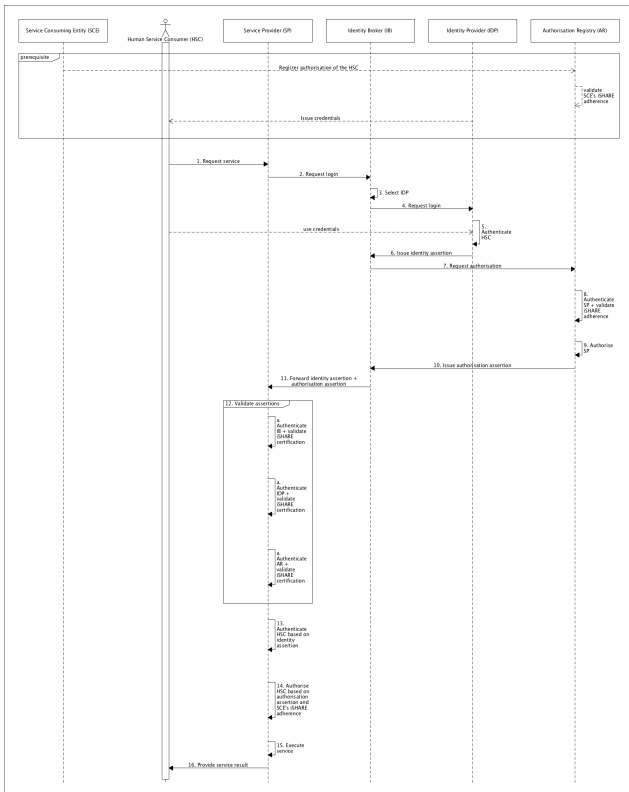 Service Consuming Entity (SCE)
Human Service Consumer (HSC)
Service Provider (SP)
Identity Broker (IB)
Identity Provider (IDP)
Authorisation Registry (AR)
prerequisite
Register authorisation of the HSC
validate
SCE's iSHARE
adherence
Issue credentials
1. Request service
2. Request login
3. Select IDP
4. Request login
use credentials
5.
Authenticate
HSC
6. Issue identity assertion
7. Request authorisation
8.
Authenticate
SP + validate
iSHARE
adherence
9. Authorise
SP
10. Issue authorisation assertion
11. Forward identity assertion +
authorisation assertion
12. Validate assertions
a.
Authenticate
IB + validate
iSHARE
certification
a.
Authenticate
IDP +
validate
iSHARE
certification
a.
Authenticate
AR +
validate
iSHARE
certification
13.
Authenticate
HSC based on
identity
assertion
14. Authorise
HSC based on
authorisation
assertion and
SCE's iSHARE
adherence
15. Execute
service
16. Provide service result